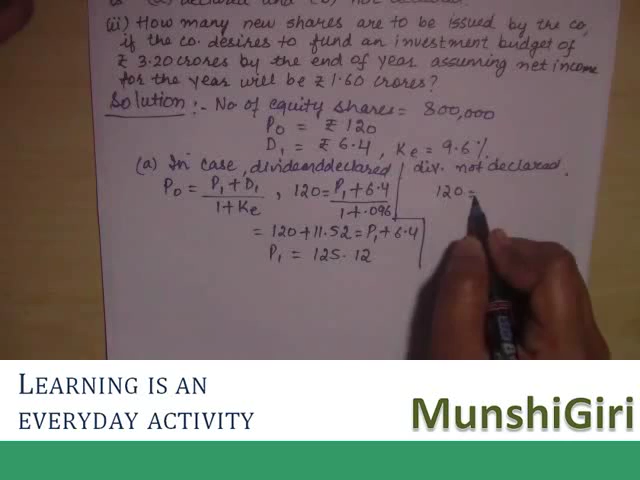 (ii) How many new shares are to be issued by the co.
if the co. desires to fund an investment budget of
₹ 3.20 crores by the end of year assuming net income
for the year will be ₹ 1.60 crores?
Solution :- No of equity shares = 800,000
P0 = ₹ 120
D1 = ₹ 6.4 , Ke = 9.6%
(a) In case, dividend declared | div. not declared.
P0 = P1 + D1 / 1 + Ke , 120 = P1 + 6.4 / 1 + .096 | 120 =
= 120 + 11.52 = P1 + 6.4
P1 = 125.12
LEARNING IS AN
EVERYDAY ACTIVITY
MunshiGiri